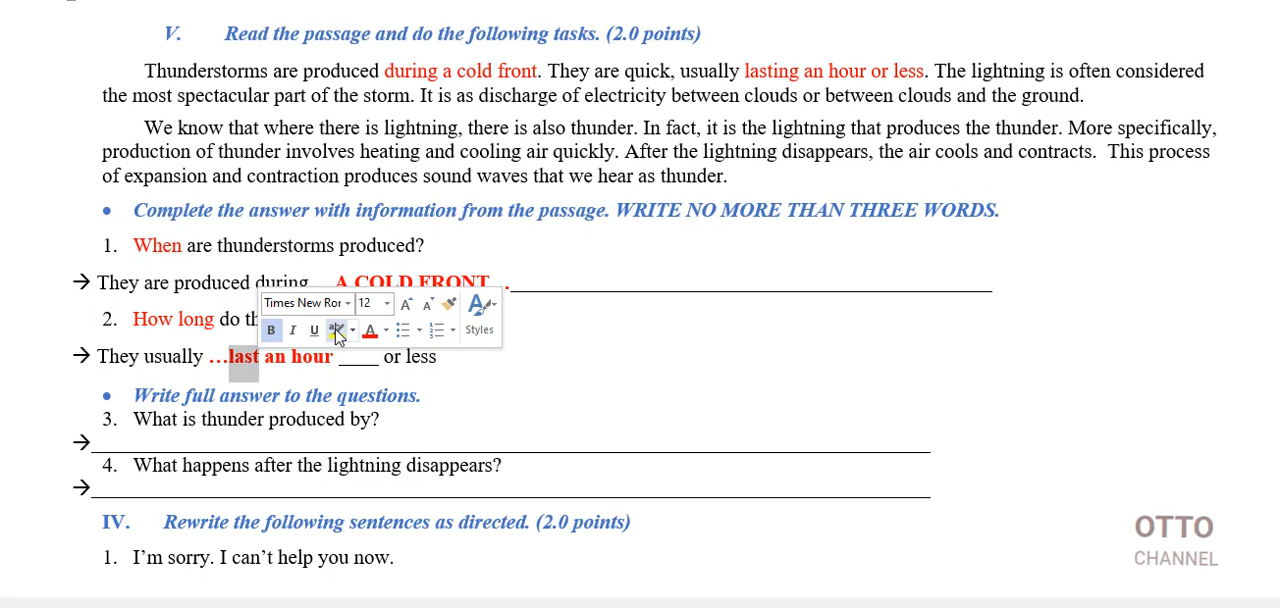 V. Read the passage and do the following tasks. (2.0 points)
Thunderstorms are produced during a cold front. They are quick, usually lasting an hour or less. The lightning is often considered
the most spectacular part of the storm. It is as discharge of electricity between clouds or between clouds and the ground.
We know that where there is lightning, there is also thunder. In fact, it is the lightning that produces the thunder. More specifically,
production of thunder involves heating and cooling air quickly. After the lightning disappears, the air cools and contracts. This process
of expansion and contraction produces sound waves that we hear as thunder.
• Complete the answer with information from the passage. WRITE NO MORE THAN THREE WORDS.
1. When are thunderstorms produced?
→ They are produced during A COLD FRONT .
Times New Ror 12
2. How long do th
B I U aby A Styles
→ They usually ...last an hour ____ or less
• Write full answer to the questions.
3. What is thunder produced by?
→
4. What happens after the lightning disappears?
→
IV. Rewrite the following sentences as directed. (2.0 points)
1. I'm sorry. I can't help you now.
OTTO
CHANNEL